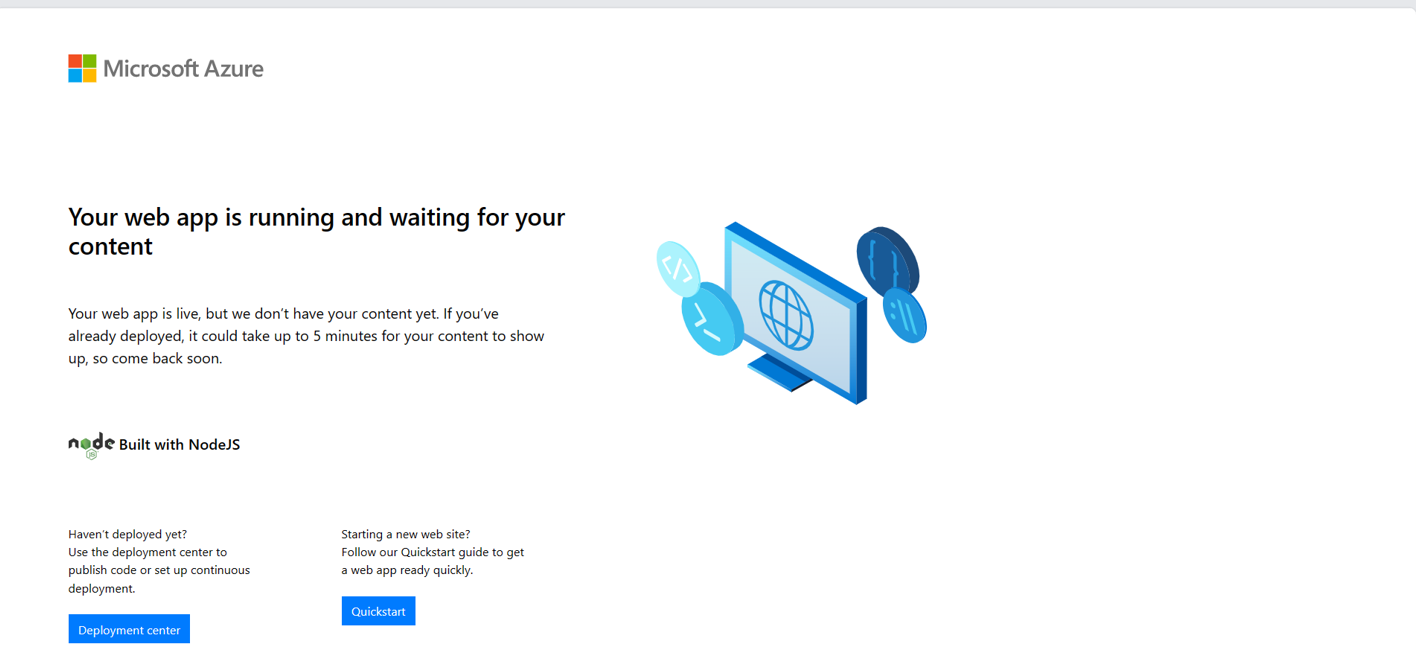 Microsoft Azure
Your web app is running and waiting for your
content
Your web app is live, but we don’t have your content yet. If you’ve
already deployed, it could take up to 5 minutes for your content to show
up, so come back soon.
node
JS
Built with NodeJS
Haven’t deployed yet?
Use the deployment center to
publish code or set up continuous
deployment.
Deployment center
Starting a new web site?
Follow our Quickstart guide to get
a web app ready quickly.
Quickstart